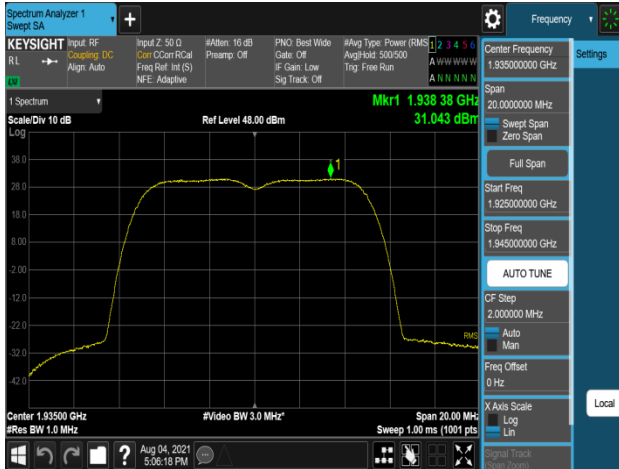 Spectrum Analyzer 1
Swept SA
+
Frequency
KEYSIGHT
RL
Input: RF
Coupling: DC
Align: Auto
Input Z: 50 Ω
Corr CCorr RCal
Freq Ref: Int (S)
NFE: Adaptive
#Atten: 16 dB
Preamp: Off
PNO: Best Wide
Gate: Off
IF Gain: Low
Sig Track: Off
#Avg Type: Power (RMS
Avg|Hold: 500/500
Trig: Free Run
1 2 3 4 5 6
A W W W W W
A N N N N N
1 Spectrum
Scale/Div 10 dB
Ref Level 48.00 dBm
Mkr1 1.938 38 GHz
31.043 dBm
Log
38.0
28.0
18.0
8.00
-2.00
-12.0
-22.0
-32.0
-42.0
1
RMS
Center 1.93500 GHz
#Res BW 1.0 MHz
#Video BW 3.0 MHz*
Span 20.00 MHz
Sweep 1.00 ms (1001 pts
?
Aug 04, 2021
5:06:18 PM
Center Frequency
1.935000000 GHz
Span
20.0000000 MHz
Swept Span
Zero Span
Full Span
Start Freq
1.925000000 GHz
Stop Freq
1.945000000 GHz
AUTO TUNE
CF Step
2.000000 MHz
Auto
Man
Freq Offset
0 Hz
X Axis Scale
Log
Lin
Signal Track
(Span Zoom)
Settings
Local